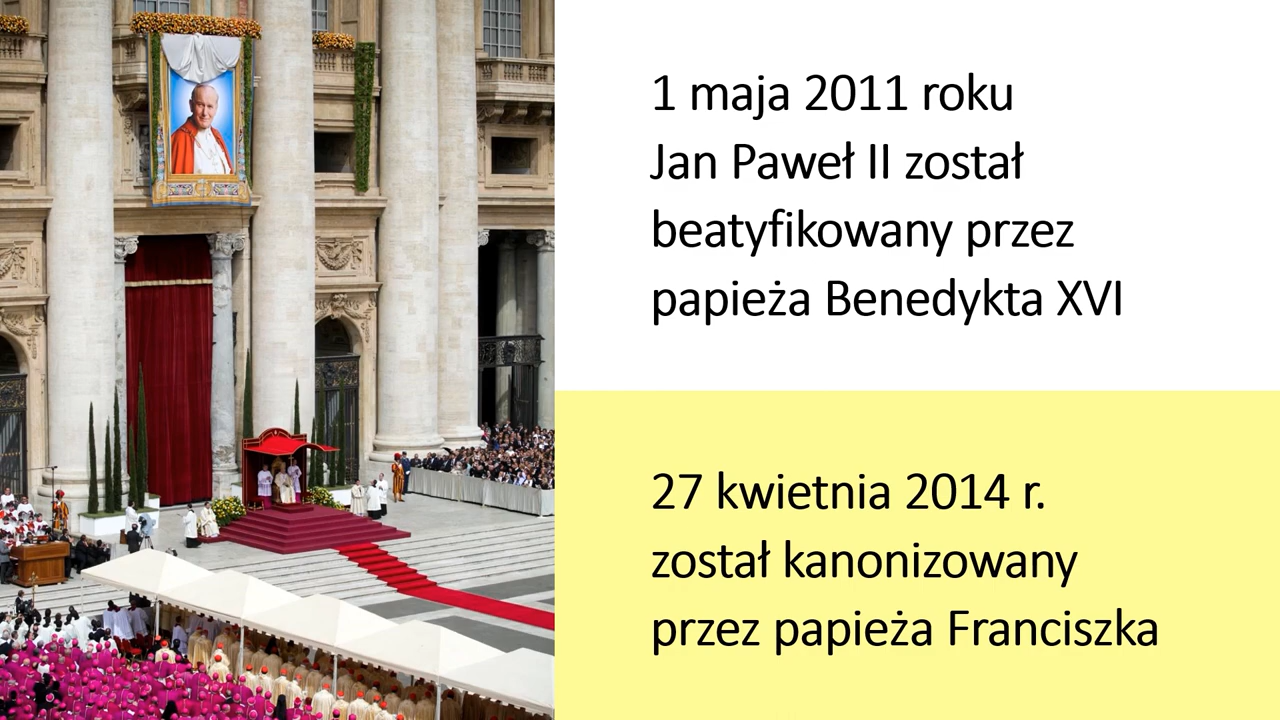 1 maja 2011 roku
Jan Paweł II został
beatyfikowany przez
papieża Benedykta XVI
27 kwietnia 2014 r.
został kanonizowany
przez papieża Franciszka